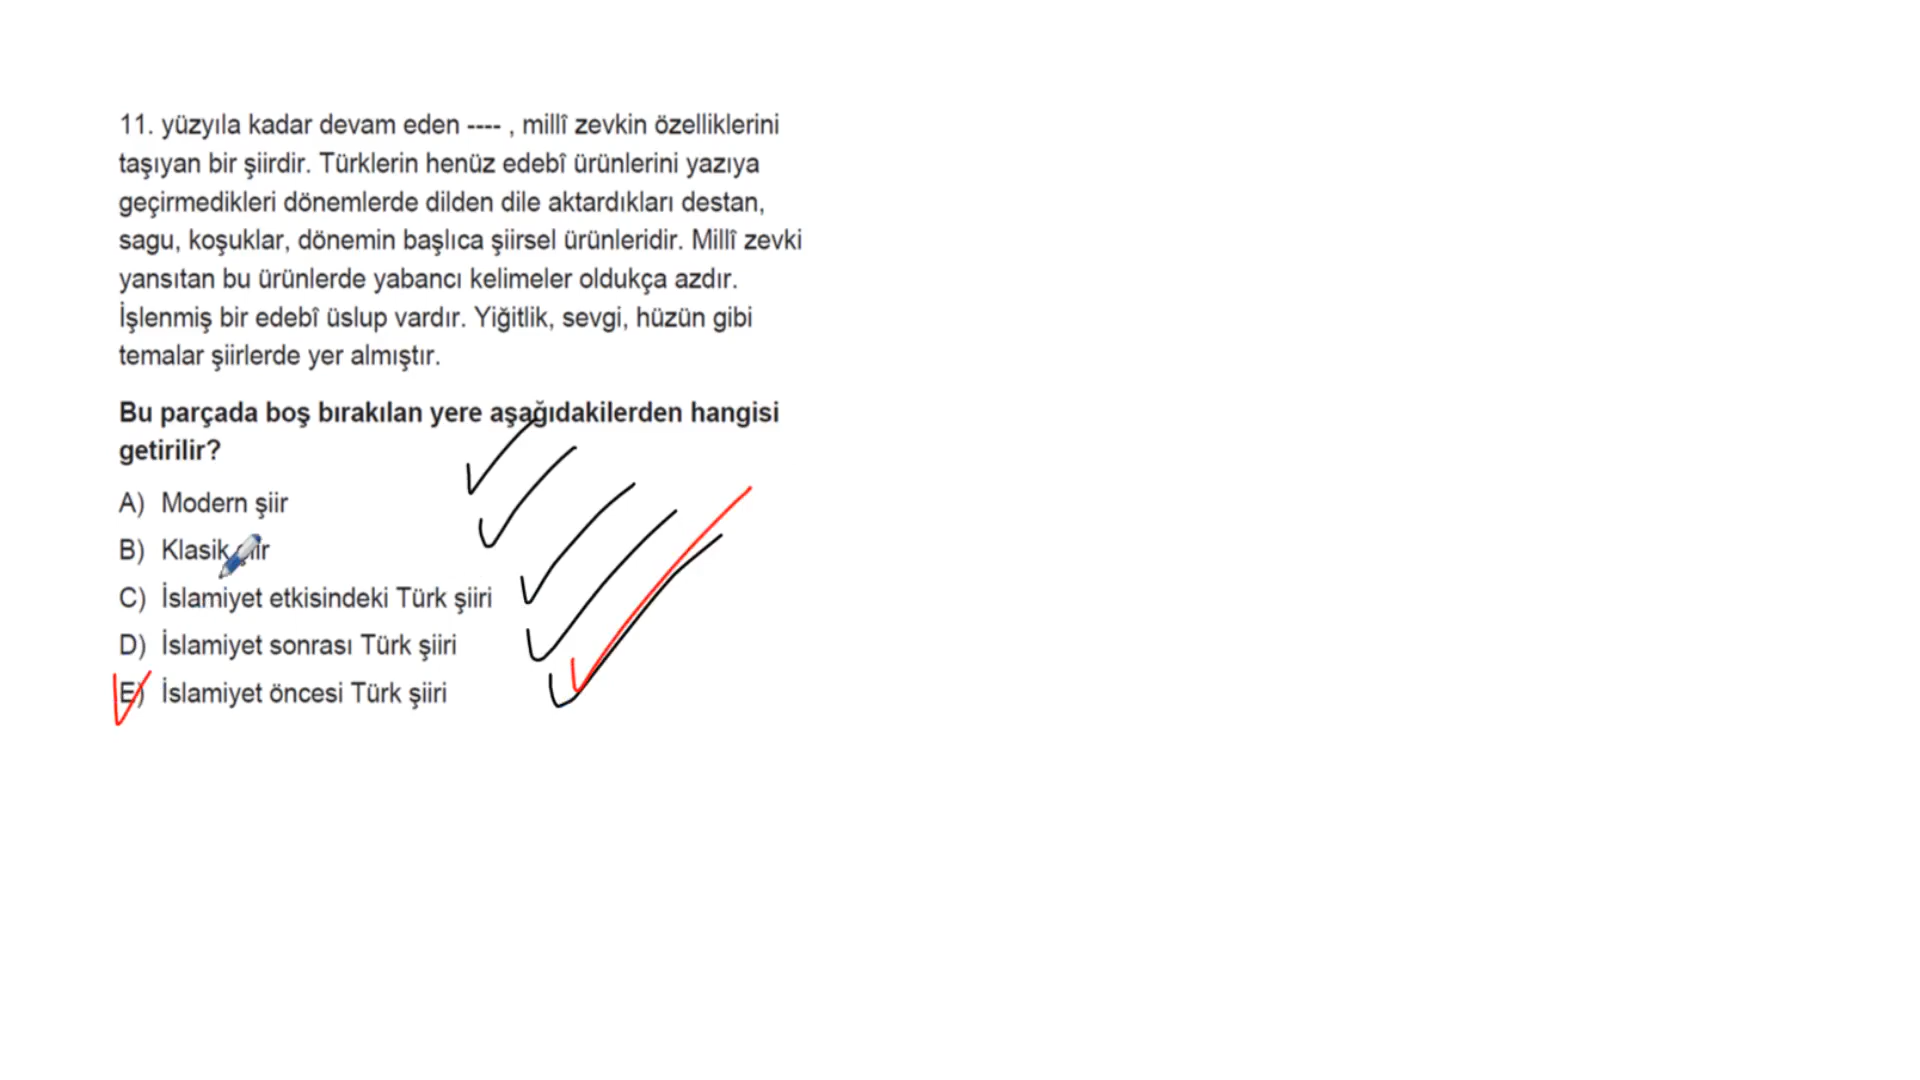 11. yüzyıla kadar devam eden ---- , millî zevkin özelliklerini
taşıyan bir şiirdir. Türklerin henüz edebî ürünlerini yazıya
geçirmedikleri dönemlerde dilden dile aktardıkları destan,
sagu, koşuklar, dönemin başlıca şiirsel ürünleridir. Millî zevki
yansıtan bu ürünlerde yabancı kelimeler oldukça azdır.
İşlenmiş bir edebî üslup vardır. Yiğitlik, sevgi, hüzün gibi
temalar şiirlerde yer almıştır.
Bu parçada boş bırakılan yere aşağıdakilerden hangisi
getirilir?
A) Modern şiir
B) Klasik şiir
C) İslamiyet etkisindeki Türk şiiri
D) İslamiyet sonrası Türk şiiri
E) İslamiyet öncesi Türk şiiri